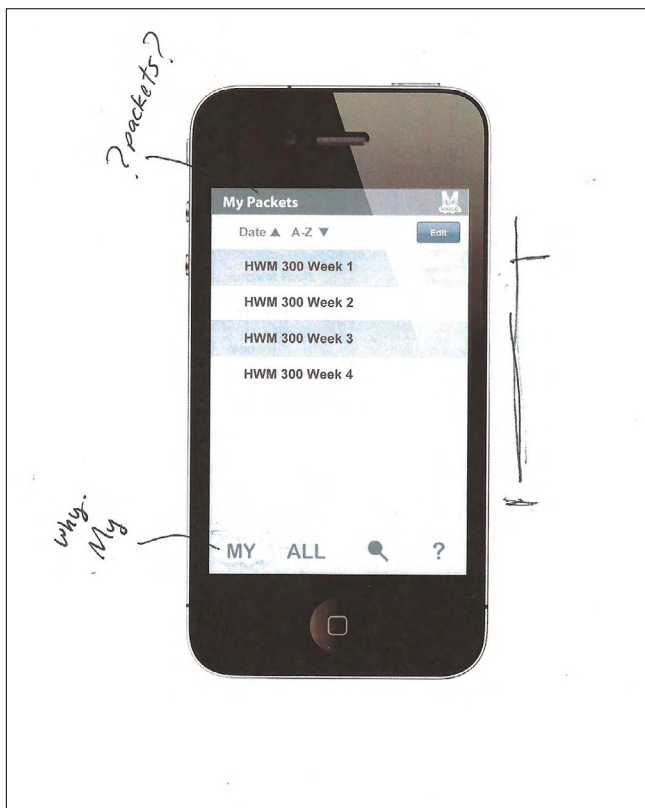 ? packets?
My Packets
M
Date ▲ A-Z ▼ Edit
HWM 300 Week 1
HWM 300 Week 2
HWM 300 Week 3
HWM 300 Week 4
why.
My
MY ALL ?